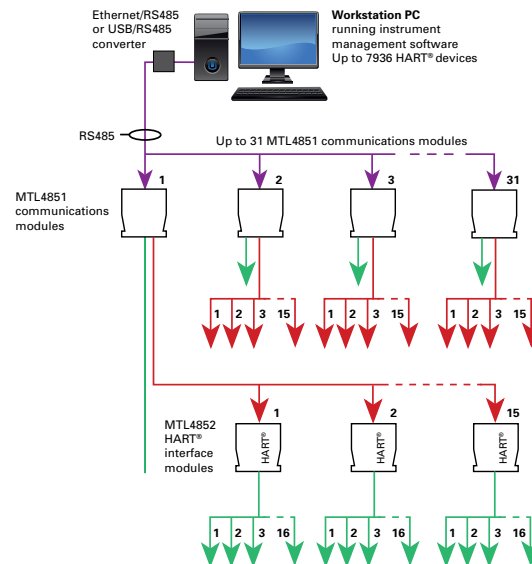 Ethernet/RS485
or USB/RS485
converter
Workstation PC
running instrument
management software
Up to 7936 HART® devices
RS485
Up to 31 MTL4851 communications modules
1
2
3
31
MTL4851
communications
modules
1 2 3 15
1 2 3 15
1 2 3 15
1
2
15
MTL4852
HART®
interface
modules
HART®
HART®
HART®
1 2 3 16
1 2 3 16
1 2 3 16